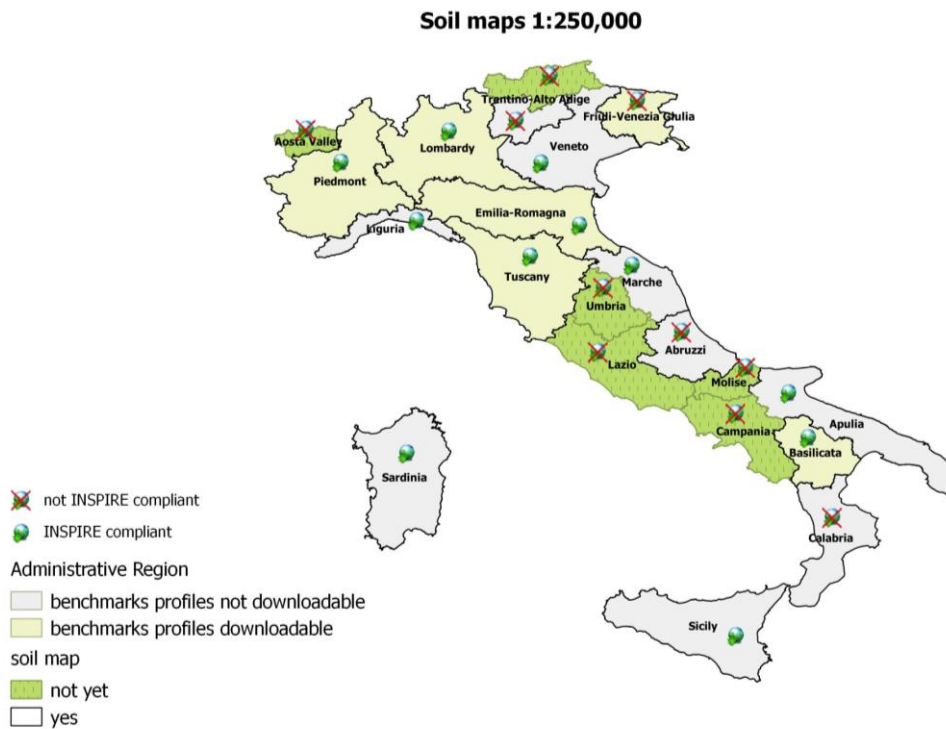 Soil maps 1:250,000
Trentino-Alto Adige
Friuli-Venezia Giulia
Aosta Valley
Lombardy
Veneto
Piedmont
Emilia-Romagna
Liguria
Tuscany
Marche
Umbria
Abruzzi
Lazio
Molise
Campania
Apulia
Basilicata
Sardinia
Calabria
Sicily
not INSPIRE compliant
INSPIRE compliant
Administrative Region
benchmarks profiles not downloadable
benchmarks profiles downloadable
soil map
not yet
yes